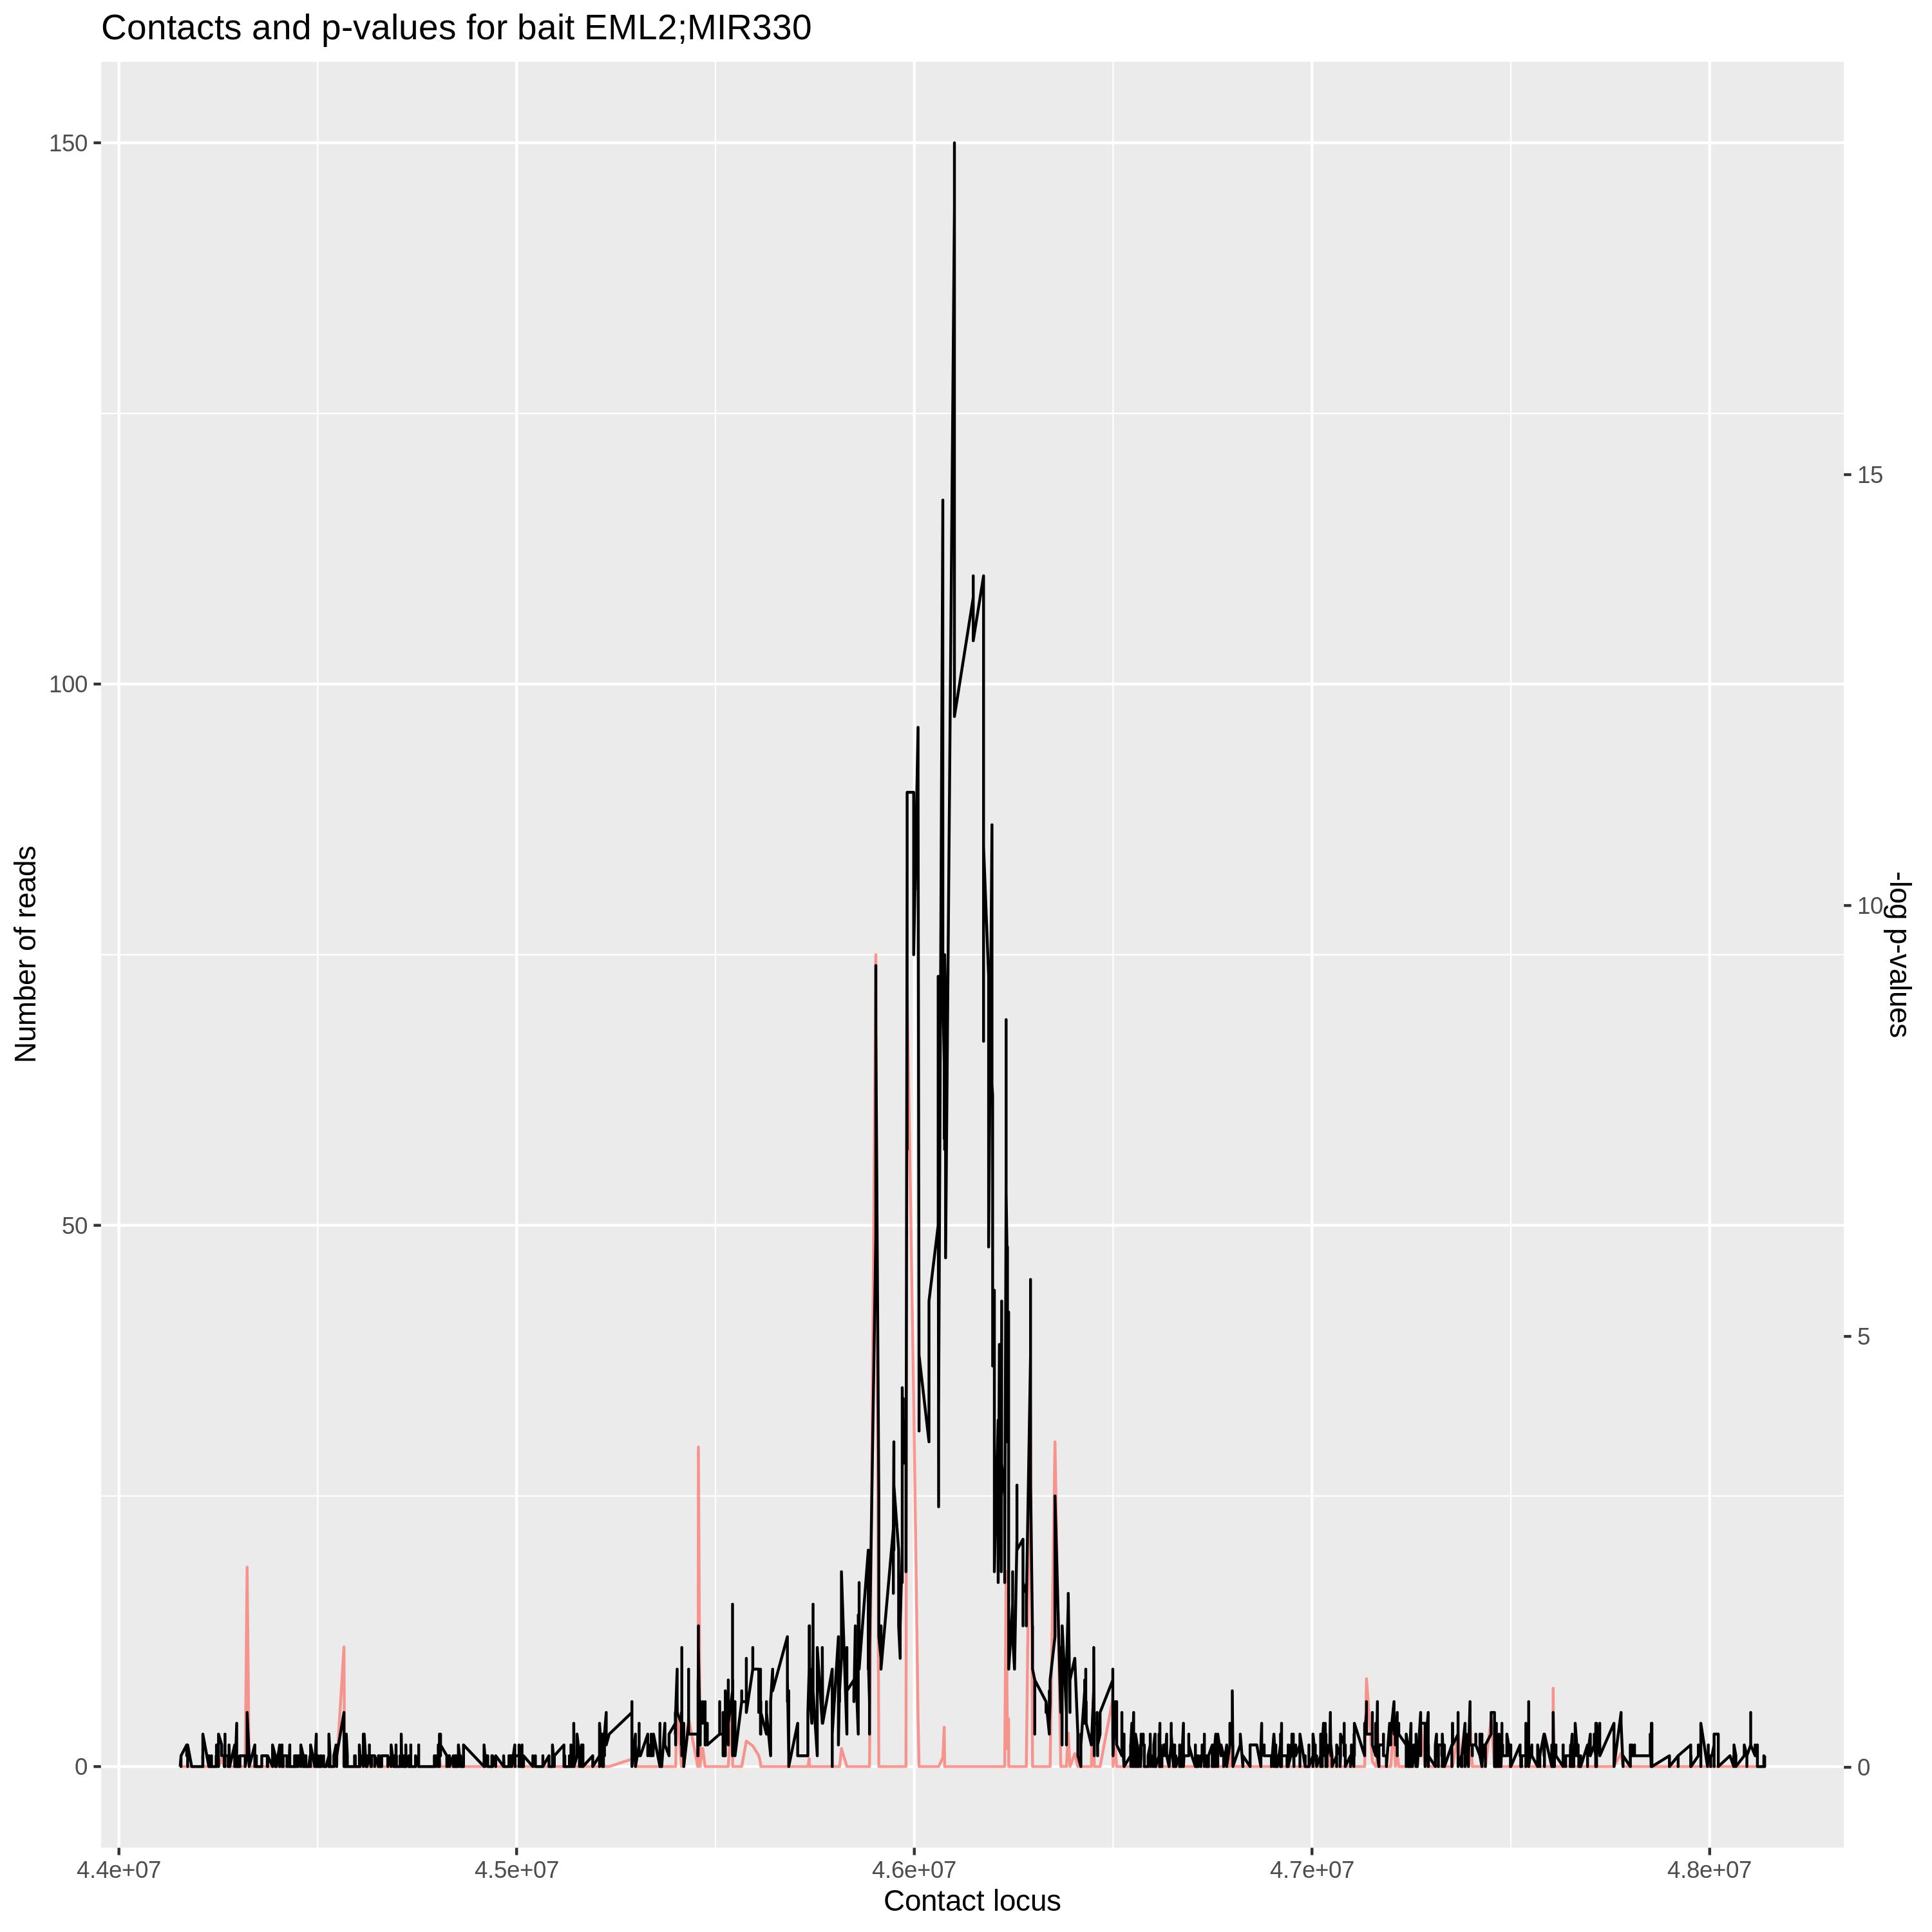 Contacts and p-values for bait EML2;MIR330
150
100
50
0
Number of reads
15
10
5
0
-log p-values
4.4e+07
4.5e+07
4.6e+07
4.7e+07
4.8e+07
Contact locus